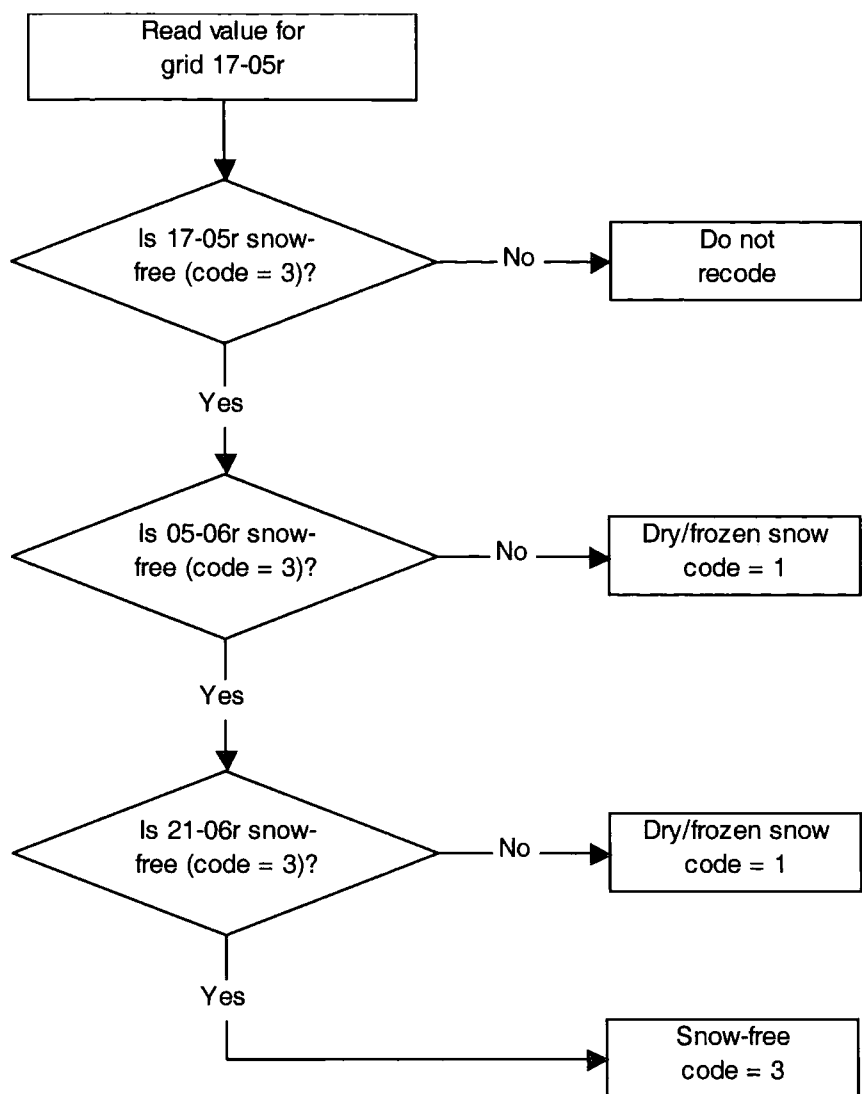 Read value for
grid 17-05r
Is 17-05r snow-
free (code = 3)?
No
Do not
recode
Yes
Is 05-06r snow-
free (code = 3)?
No
Dry/frozen snow
code = 1
Yes
Is 21-06r snow-
free (code = 3)?
No
Dry/frozen snow
code = 1
Yes
Snow-free
code = 3